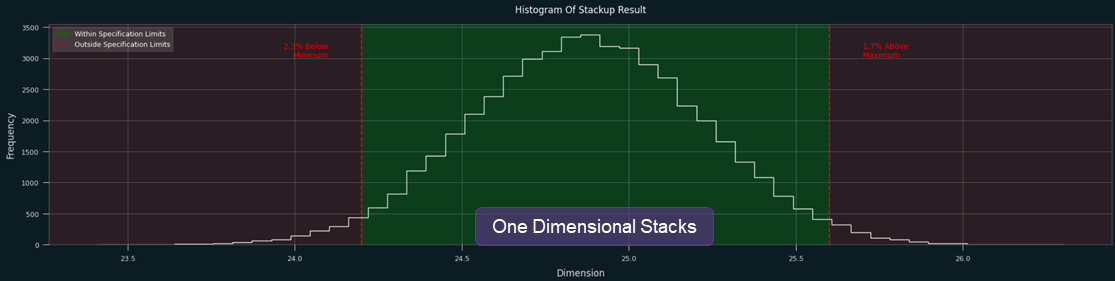 Histogram Of Stackup Result
3500
3000
2500
2000
1500
1000
500
0
Frequency
Within Specification Limits
Outside Specification Limits
2.3% Below
Minimum
1.7% Above
Maximum
One Dimensional Stacks
23.5
24.0
24.5
25.0
25.5
26.0
Dimension